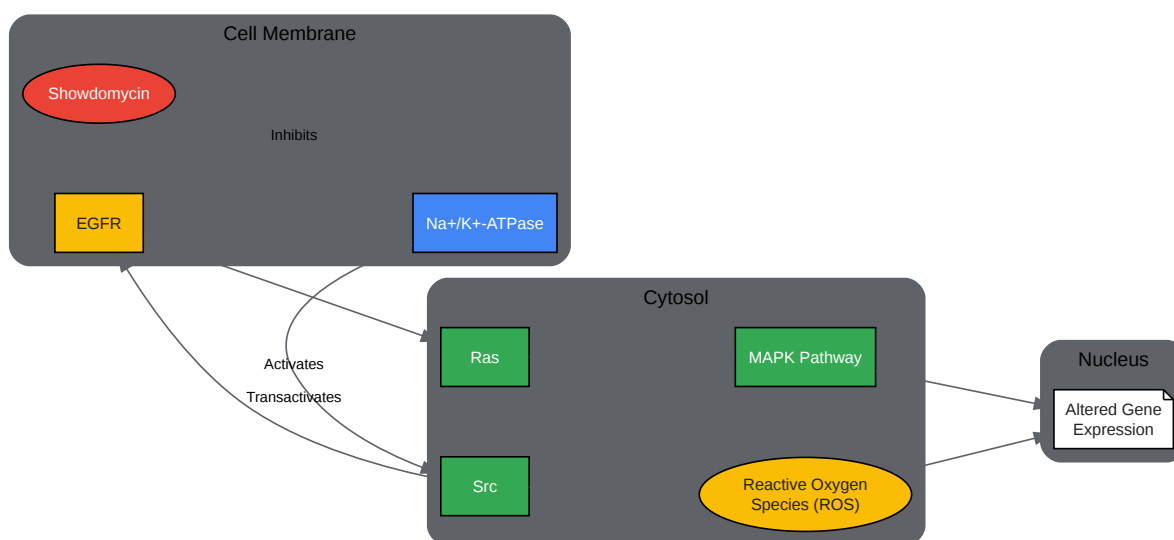 Cell Membrane
Showdomycin
Inhibits
EGFR
Na+/K+-ATPase
Cytosol
Ras
MAPK Pathway
Activates
Transactivates
Src
Reactive Oxygen
Species (ROS)
Nucleus
Altered Gene
Expression